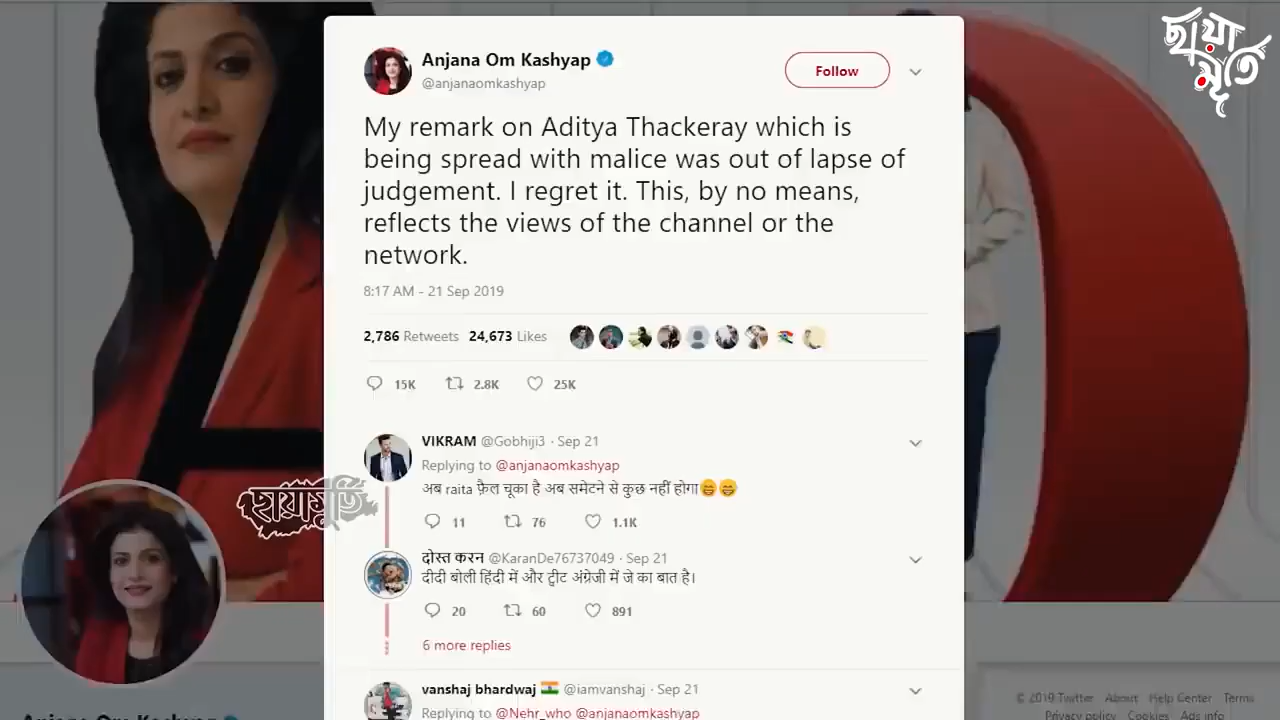 ছায়ামূর্তি
Anjana Om Kashyap
@anjanaomkashyap
Follow
My remark on Aditya Thackeray which is
being spread with malice was out of lapse of
judgement. I regret it. This, by no means,
reflects the views of the channel or the
network.
8:17 AM - 21 Sep 2019
2,786 Retweets 24,673 Likes
15K 2.8K 25K
VIKRAM @Gobhiji3 · Sep 21
Replying to @anjanaomkashyap
अब raita फ़ैल चूका है अब समेटने से कुछ नहीं होगा😁😁
11 76 1.1K
ছায়ামূর্তি
दोस्त करन @KaranDe76737049 · Sep 21
दीदी बोली हिंदी में और ट्वीट अंग्रेजी में जे का बात है।
20 60 891
6 more replies
vanshaj bhardwaj 🇮🇳 @iamvanshaj · Sep 21
Replying to @Nehr_who @anjanaomkashyap
© 2019 Twitter About Help Center Terms
Privacy policy Cookies Ads info
Anjana Om Kashyap